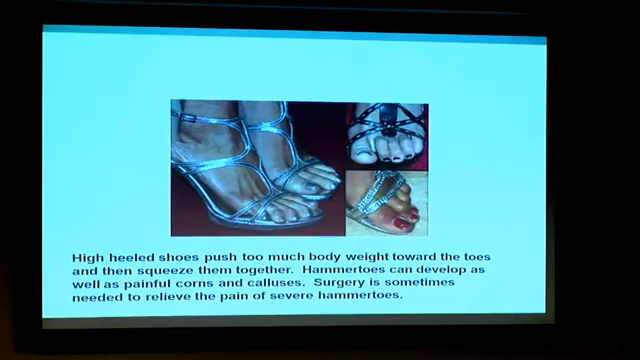 High heeled shoes push too much body weight toward the toes
and then squeeze them together. Hammertoes can develop as
well as painful corns and calluses. Surgery is sometimes
needed to relieve the pain of severe hammertoes.